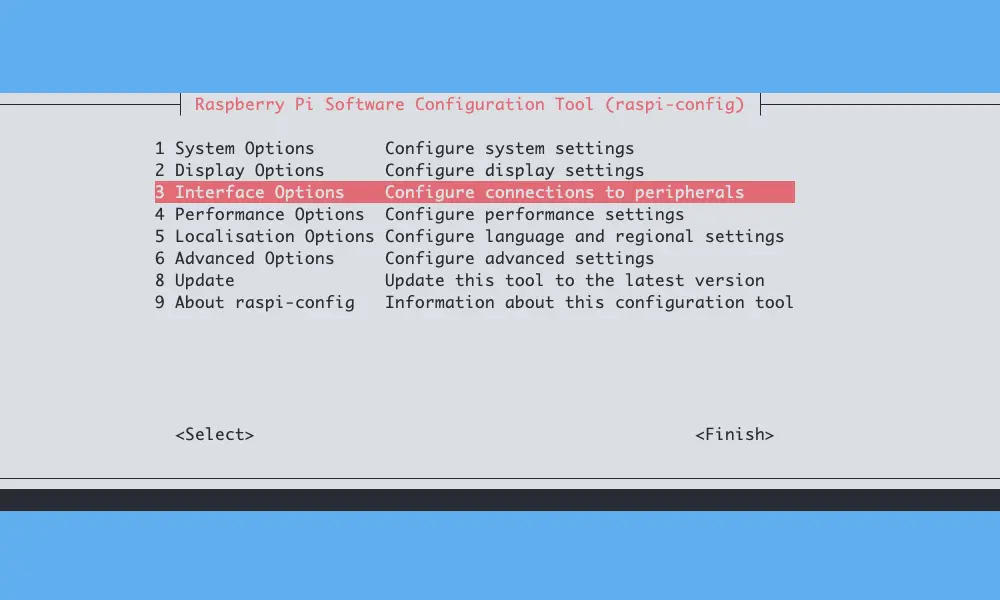 Raspberry Pi Software Configuration Tool (raspi-config)
1 System Options Configure system settings
2 Display Options Configure display settings
3 Interface Options Configure connections to peripherals
4 Performance Options Configure performance settings
5 Localisation Options Configure language and regional settings
6 Advanced Options Configure advanced settings
8 Update Update this tool to the latest version
9 About raspi-config Information about this configuration tool
<Select> <Finish>